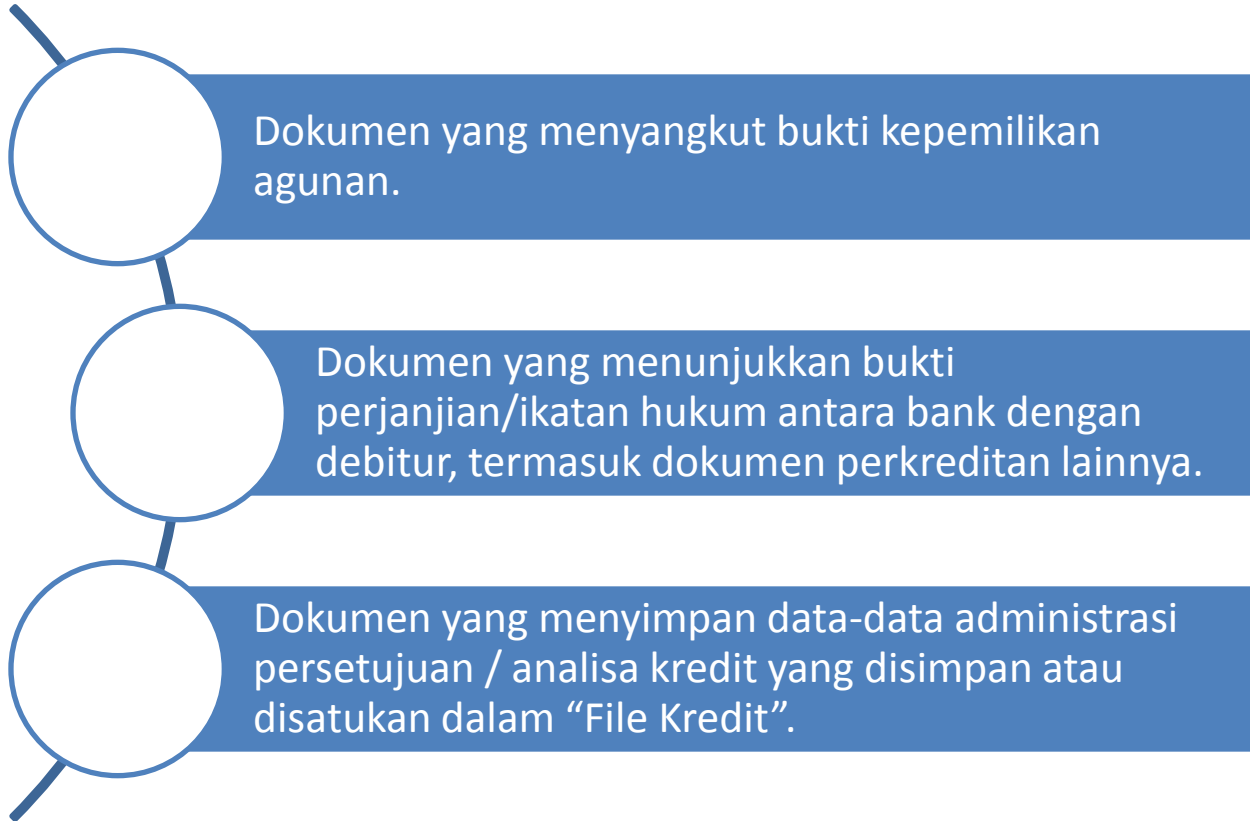 Dokumen yang menyangkut bukti kepemilikan
agunan.
Dokumen yang menunjukkan bukti
perjanjian/ikatan hukum antara bank dengan
debitur, termasuk dokumen perkreditan lainnya.
Dokumen yang menyimpan data-data administrasi
persetujuan / analisa kredit yang disimpan atau
disatukan dalam “File Kredit”.